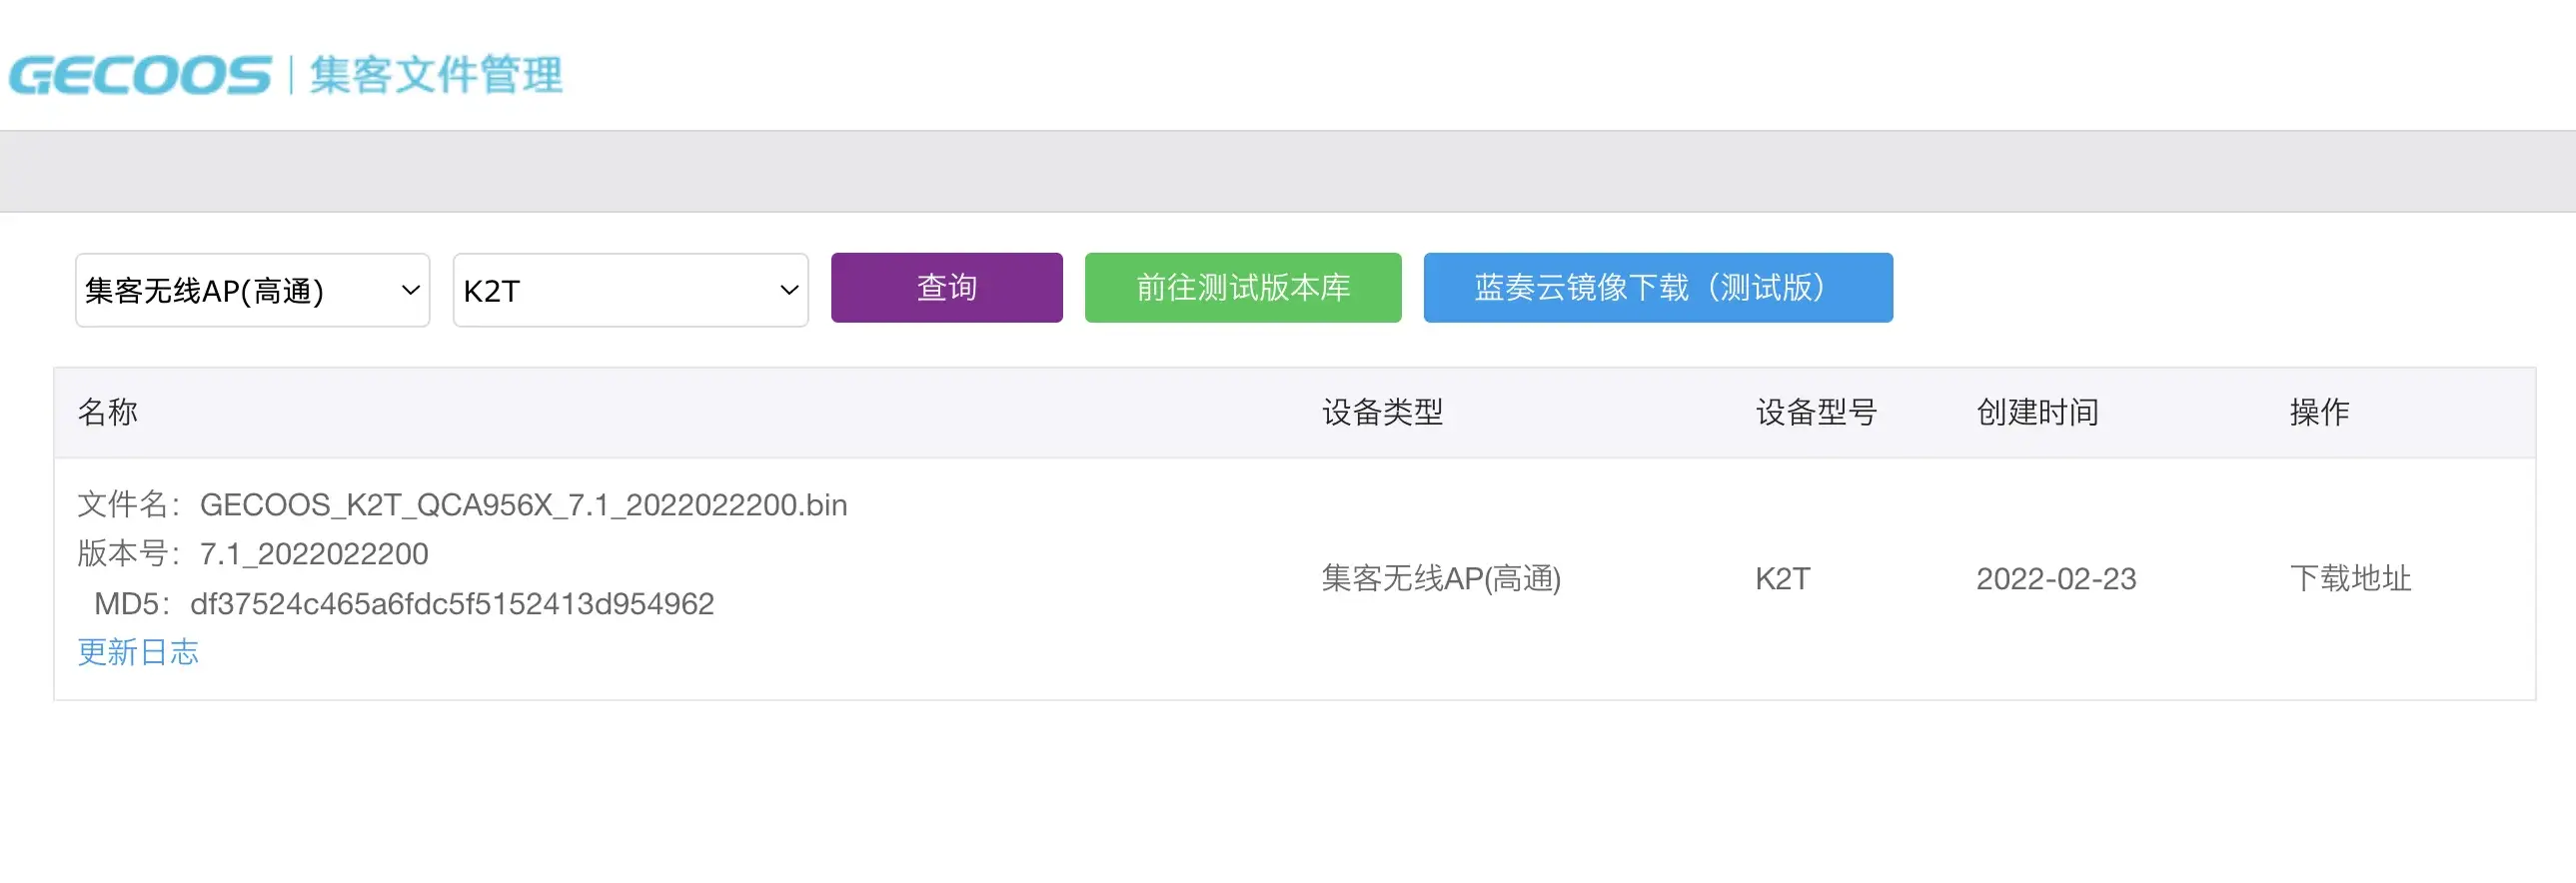 GECOOS | 集客文件管理
集客无线AP(高通) K2T 查询 前往测试版本库 蓝奏云镜像下载（测试版）
名称 设备类型 设备型号 创建时间 操作
文件名：GECOOS_K2T_QCA956X_7.1_2022022200.bin
版本号：7.1_2022022200
集客无线AP(高通) K2T 2022-02-23 下载地址
MD5：df37524c465a6fdc5f5152413d954962
更新日志